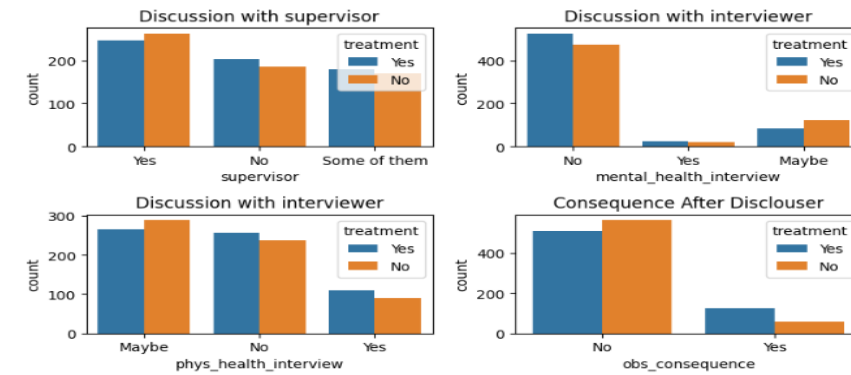 Discussion with supervisor
treatment
Yes
No
200
100
0
count
Yes No Some of them
supervisor
Discussion with interviewer
treatment
Yes
No
400
200
0
count
No Yes Maybe
mental_health_interview
Discussion with interviewer
treatment
Yes
No
300
200
100
0
count
Maybe No Yes
phys_health_interview
Consequence After Disclouser
treatment
Yes
No
400
200
0
count
No Yes
obs_consequence